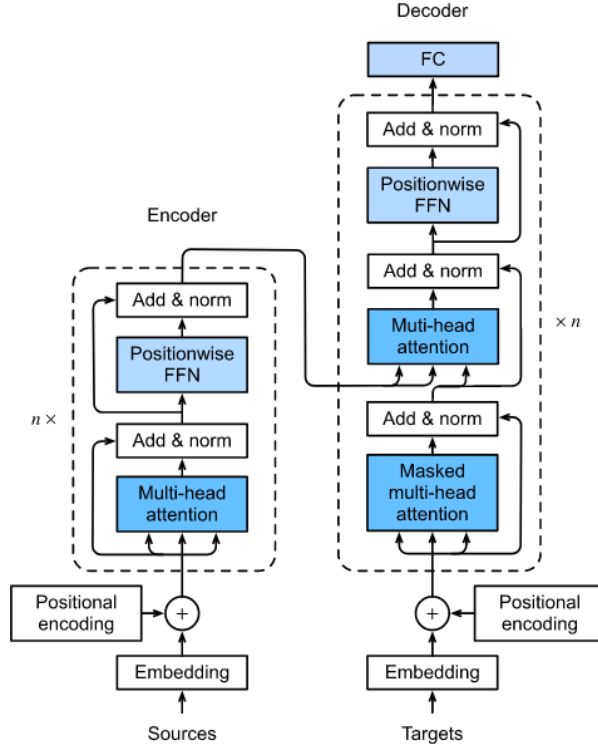 Decoder
FC
Add & norm
Positionwise
FFN
Add & norm
Muti-head
attention
× n
Add & norm
Masked
multi-head
attention
Positional
encoding
+
Embedding
Targets
Encoder
Add & norm
Positionwise
FFN
n ×
Add & norm
Multi-head
attention
Positional
encoding
+
Embedding
Sources